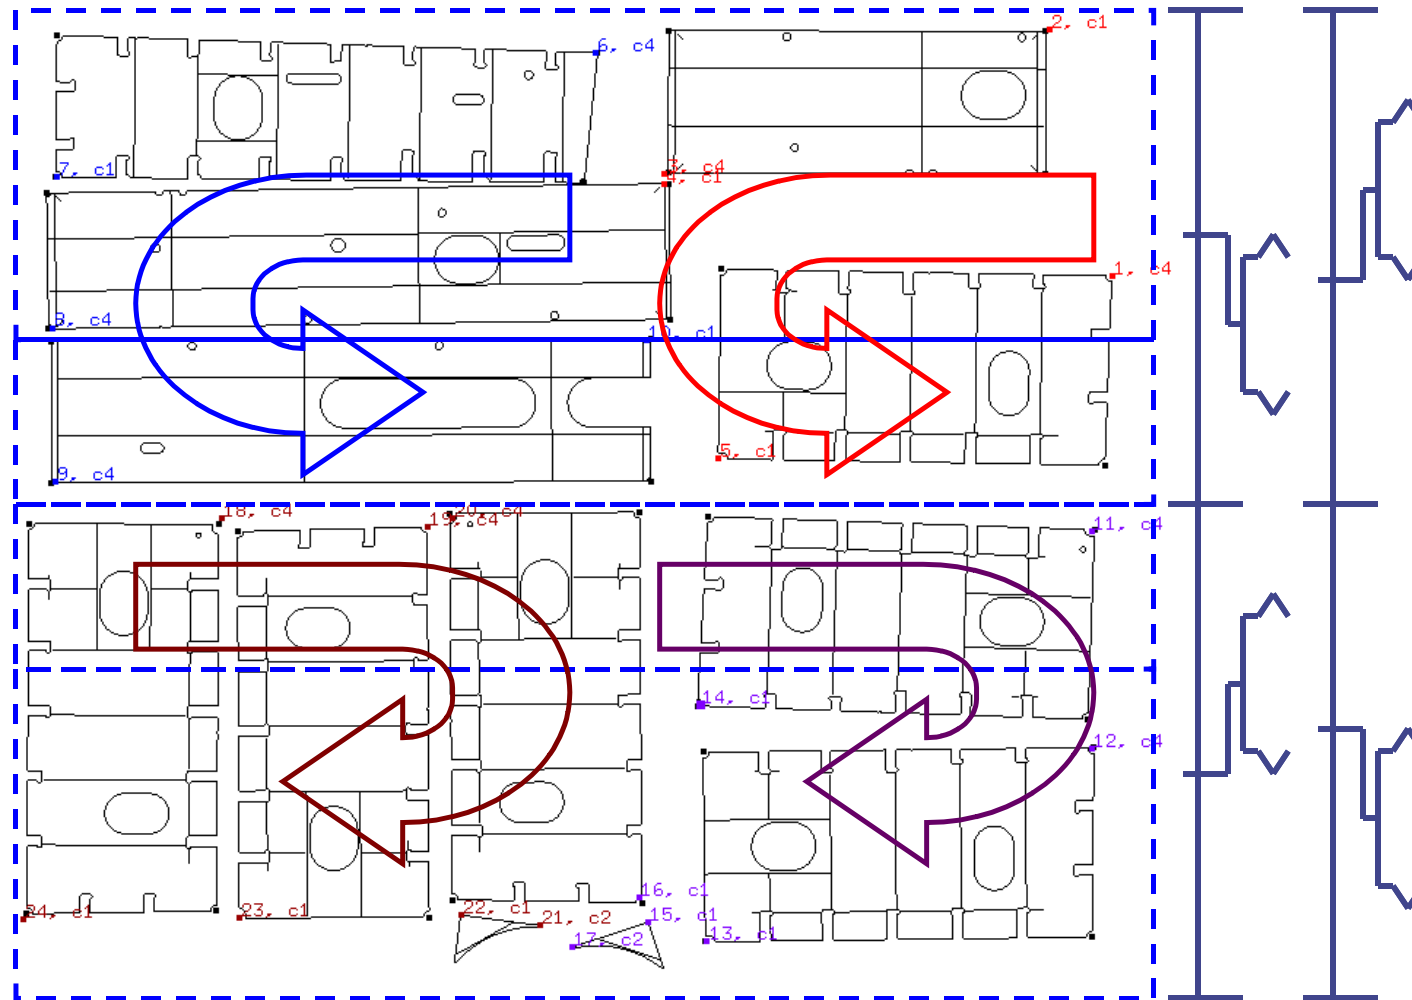 2, c1
6, c4
7, c1
3, c4
4, c1
1, c4
8, c4
10, c1
5, c1
9, c4
18, c4
19, c4
20, c4
11, c4
14, c1
12, c4
16, c1
24, c1
23, c1
22, c1
21, c2
15, c1
17, c2
13, c1